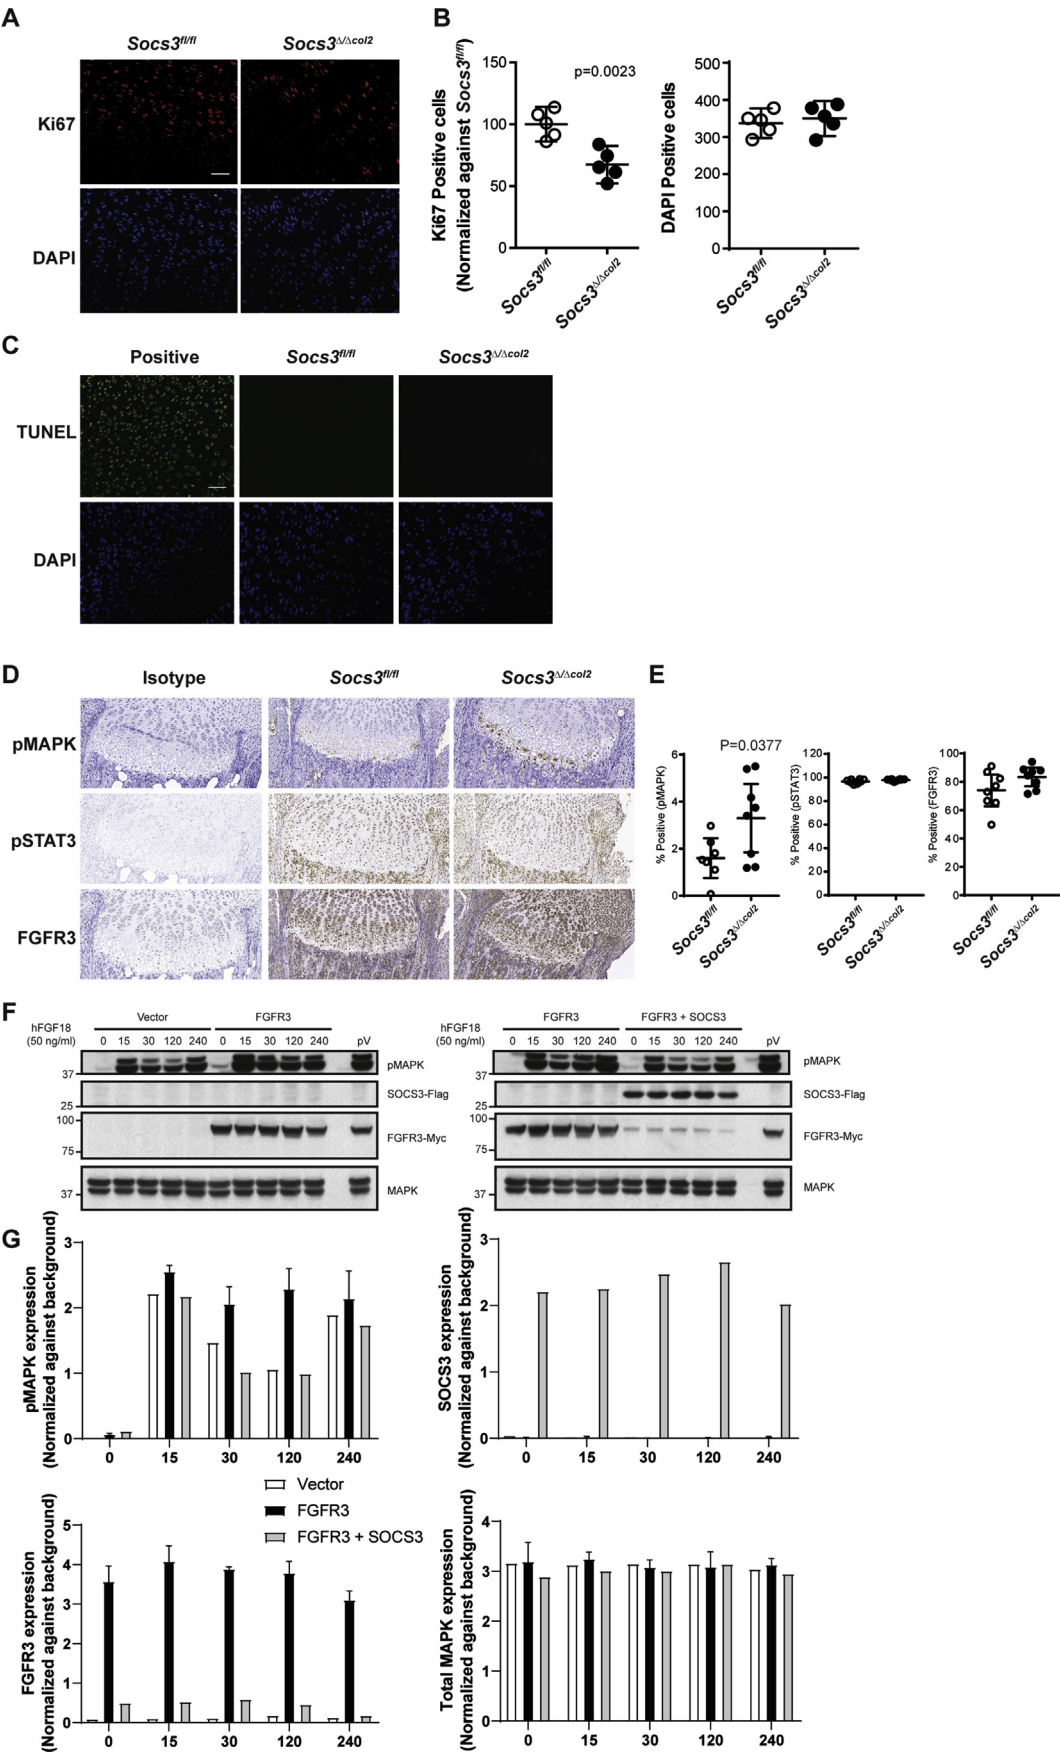 A
Socs3fl/fl
Socs3Δ/Δcol2
Ki67
DAPI
B
Ki67 Positive cells
(Normalized against Socs3fl/fl)
150
100
50
0
p=0.0023
Socs3fl/fl
Socs3Δ/Δcol2
DAPI Positive cells
500
400
300
200
100
0
Socs3fl/fl
Socs3Δ/Δcol2
C
Positive
Socs3fl/fl
Socs3Δ/Δcol2
TUNEL
DAPI
D
Isotype
Socs3fl/fl
Socs3Δ/Δcol2
pMAPK
pSTAT3
FGFR3
E
P=0.0377
% Positive (pMAPK)
6
4
2
0
Socs3fl/fl
Socs3Δ/Δcol2
% Positive (pSTAT3)
120
100
80
60
40
20
0
Socs3fl/fl
Socs3Δ/Δcol2
% Positive (FGFR3)
100
80
60
40
20
0
Socs3fl/fl
Socs3Δ/Δcol2
F
Vector FGFR3
hFGF18
(50 ng/ml)
0 15 30 120 240 0 15 30 120 240 pV
37
pMAPK
25
SOCS3-Flag
100
75
FGFR3-Myc
37
MAPK
FGFR3 FGFR3 + SOCS3
hFGF18
(50 ng/ml)
0 15 30 120 240 0 15 30 120 240 pV
37
pMAPK
25
SOCS3-Flag
100
75
FGFR3-Myc
37
MAPK
G
pMAPK expression
(Normalized against background)
3
2
1
0
0 15 30 120 240
SOCS3 expression
(Normalized against background)
3
2
1
0
0 15 30 120 240
Vector
FGFR3
FGFR3 + SOCS3
FGFR3 expression
(Normalized against background)
5
4
3
2
1
0
0 15 30 120 240
Total MAPK expression
(Normalized against background)
4
3
2
1
0
0 15 30 120 240